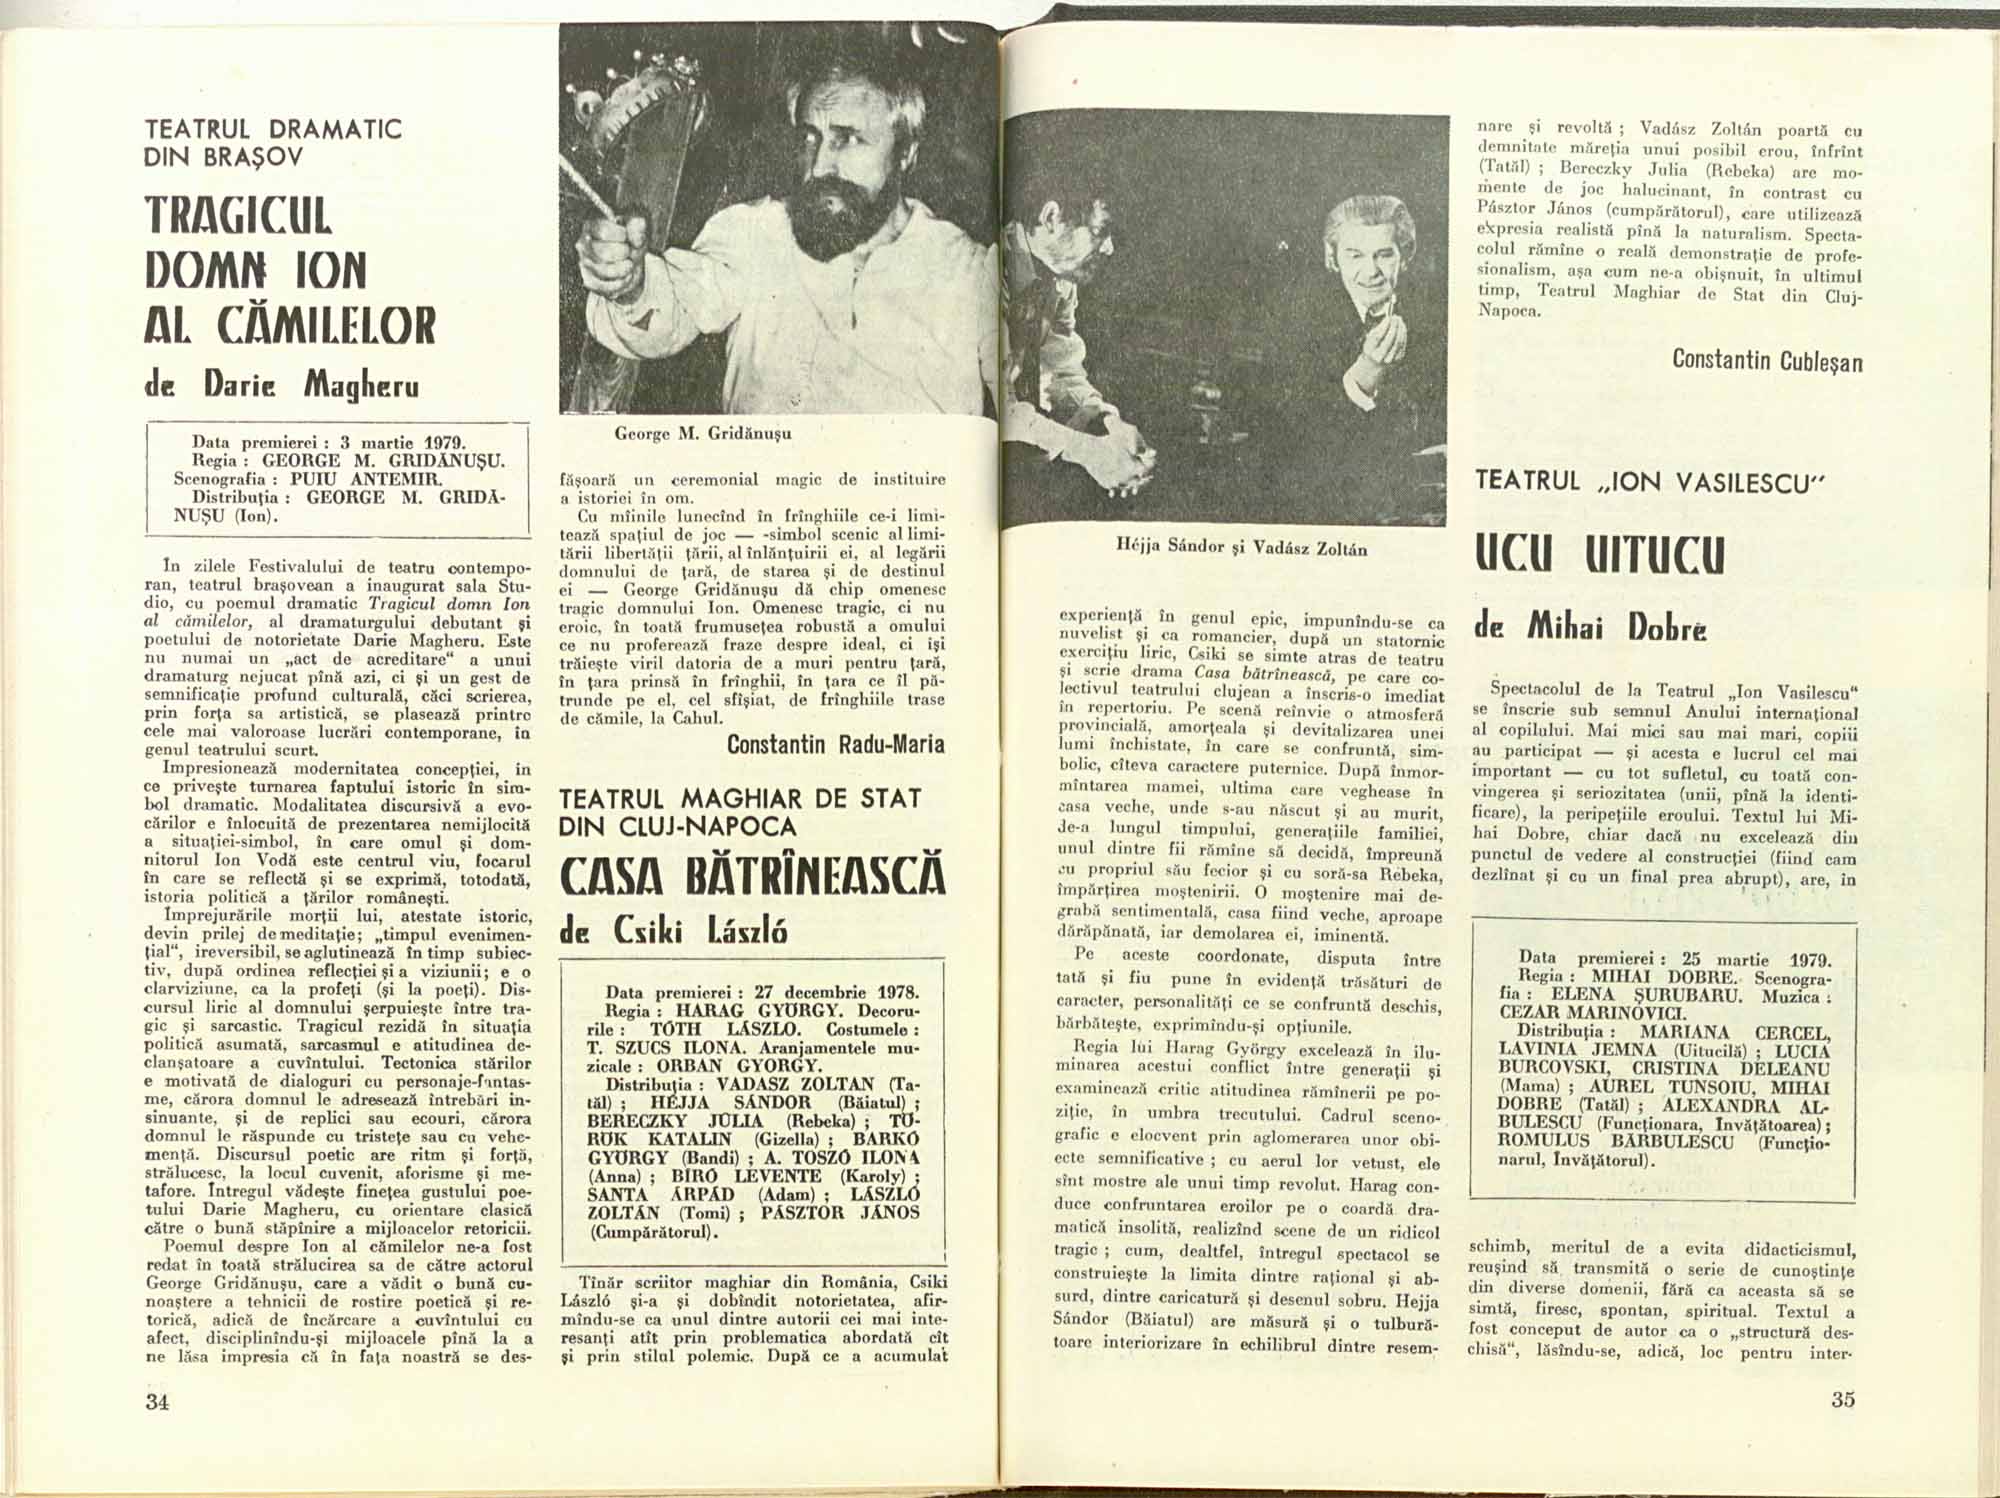 TEATRUL DRAMATIC
DIN BRAȘOV
TRAGICUL
DOMN ION
AL CĂMILELOR
de Darie Magheru
Data premierei : 3 martie 1979.
Regia : GEORGE M. GRIDĂNUȘU.
Scenografia : PUIU ANTEMIR.
Distribuția : GEORGE M. GRIDĂ-
NUȘU (Ion).
În zilele Festivalului de teatru contempo-
ran, teatrul brașovean a inaugurat sala Stu-
dio, cu poemul dramatic Tragicul domn Ion
al cămilelor, al dramaturgului debutant și
poetului de notorietate Darie Magheru. Este
nu numai un „act de acreditare“ a unui
dramaturg nejucat pînă azi, ci și un gest de
semnificație profund culturală, căci scrierea,
prin forța sa artistică, se plasează printre
cele mai valoroase lucrări contemporane, în
genul teatrului scurt.
Impresionează modernitatea concepției, în
ce privește turnarea faptului istoric în sim-
bol dramatic. Modalitatea discursivă a evo-
cărilor e înlocuită de prezentarea nemijlocită
a situației-simbol, în care omul și dom-
nitorul Ion Vodă este centrul viu, focarul
în care se reflectă și se exprimă, totodată,
istoria politică a țărilor românești.
Împrejurările morții lui, atestate istoric,
devin prilej de meditație; „timpul evenimen-
țial“, ireversibil, se aglutinează în timp subiec-
tiv, după ordinea reflecției și a viziunii; e o
clarviziune, ca la profeți (și la poeți). Dis-
cursul liric al domnului șerpuiește între tra-
gic și sarcastic. Tragicul rezidă în situația
politică asumată, sarcasmul e atitudinea de-
clanșatoare a cuvîntului. Tectonica stărilor
e motivată de dialoguri cu personaje-fantas-
me, cărora domnul le adresează întrebări in-
sinuante, și de replici sau ecouri, cărora
domnul le răspunde cu tristețe sau cu vehe-
mență. Discursul poetic are ritm și forță,
strălucesc, la locul cuvenit, aforisme și me-
tafore. Întregul vădește finețea gustului poe-
tului Darie Magheru, cu orientare clasică
către o bună stăpînire a mijloacelor retoricii.
Poemul despre Ion al cămilelor ne-a fost
redat în toată strălucirea sa de către actorul
George Gridănușu, care a vădit o bună cu-
noaștere a tehnicii de rostire poetică și re-
torică, adică de încărcare a cuvîntului cu
afect, disciplinîndu-și mijloacele pînă la a
ne lăsa impresia că în fața noastră se des-
34
George M. Gridănușu
fășoară un ceremonial magic de instituire
a istoriei în om.
Cu mîinile lunecînd în frînghiile ce-i limi-
tează spațiul de joc — -simbol scenic al limi-
tării libertății țării, al înlănțuirii ei, al legării
domnului de țară, de starea și de destinul
ei — George Gridănușu dă chip omenesc
tragic domnului Ion. Omenesc tragic, ci nu
eroic, în toată frumusețea robustă a omului
ce nu proferează fraze despre ideal, ci își
trăiește viril datoria de a muri pentru țară,
în țara prinsă în frînghii, în țara ce îl pă-
trunde pe el, cel sfîșiat, de frînghiile trase
de cămile, la Cahul.
Constantin Radu-Maria
TEATRUL MAGHIAR DE STAT
DIN CLUJ-NAPOCA
CASA BĂTRÎNEASCĂ
de Csiki László
Data premierei : 27 decembrie 1978.
Regia : HARAG GYÖRGY. Decoru-
rile : TÓTH LÁSZLO. Costumele :
T. SZUCS ILONA. Aranjamentele mu-
zicale : ORBAN GYORGY.
Distribuția : VADASZ ZOLTAN (Ta-
tăl) ; HÉJJA SÁNDOR (Băiatul) ;
BERECZKY JULIA (Rebeka) ; TÖ-
RÖK KATALIN (Gizella) ; BARKÓ
GYÖRGY (Bandi) ; A. TOSZÓ ILONA
(Anna) ; BÍRÓ LEVENTE (Karoly) ;
SANTA ÁRPÁD (Adam) ; LÁSZLÓ
ZOLTÁN (Tomi) ; PÁSZTOR JÁNOS
(Cumpărătorul).
Tînăr scriitor maghiar din România, Csiki
László și-a și dobîndit notorietatea, afir-
mîndu-se ca unul dintre autorii cei mai inte-
resanți atît prin problematica abordată cît
și prin stilul polemic. După ce a acumulat
Héjja Sándor și Vadász Zoltán
experiență în genul epic, impunîndu-se ca
nuvelist și ca romancier, după un statornic
exercițiu liric, Csiki se simte atras de teatru
și scrie drama Casa bătrînească, pe care co-
lectivul teatrului clujean a înscris-o imediat
în repertoriu. Pe scenă reînvie o atmosferă
provincială, amorțeala și devitalizarea unei
lumi închistate, în care se confruntă, sim-
bolic, cîteva caractere puternice. După înmor-
mîntarea mamei, ultima care veghease în
casa veche, unde s-au născut și au murit,
de-a lungul timpului, generațiile familiei,
unul dintre fii rămîne să decidă, împreună
cu propriul său fecior și cu soră-sa Rebeka,
împărțirea moștenirii. O moștenire mai de-
grabă sentimentală, casa fiind veche, aproape
dărăpănată, iar demolarea ei, iminentă.
Pe aceste coordonate, disputa între
tată și fiu pune în evidență trăsături de
caracter, personalități ce se confruntă deschis,
bărbătește, exprimîndu-și opțiunile.
Regia lui Harag György excelează în ilu-
minarea acestui conflict între generații și
examinează critic atitudinea rămînerii pe po-
ziție, în umbra trecutului. Cadrul sceno-
grafic e elocvent prin aglomerarea unor obi-
ecte semnificative ; cu aerul lor vetust, ele
sînt mostre ale unui timp revolut. Harag con-
duce confruntarea eroilor pe o coardă dra-
matică insolită, realizînd scene de un ridicol
tragic ; cum, dealtfel, întregul spectacol se
construiește la limita dintre rațional și ab-
surd, dintre caricatură și desenul sobru. Hejja
Sándor (Băiatul) are măsură și o tulbură-
toare interiorizare în echilibrul dintre resem-
nare și revoltă ; Vadász Zoltán poartă cu
demnitate măreția unui posibil erou, înfrînt
(Tatăl) ; Bereczky Julia (Rebeka) are mo-
mente de joc halucinant, în contrast cu
Pásztor János (cumpărătorul), care utilizează
expresia realistă pînă la naturalism. Specta-
colul rămîne o reală demonstrație de profe-
sionalism, așa cum ne-a obișnuit, în ultimul
timp, Teatrul Maghiar de Stat din Cluj-
Napoca.
Constantin Cubleșan
TEATRUL „ION VASILESCU“
UCU UITUCU
de Mihai Dobre
Spectacolul de la Teatrul „Ion Vasilescu“
se înscrie sub semnul Anului internațional
al copilului. Mai mici sau mai mari, copiii
au participat — și acesta e lucrul cel mai
important — cu tot sufletul, cu toată con-
vingerea și seriozitatea (unii, pînă la identi-
ficare), la peripețiile eroului. Textul lui Mi-
hai Dobre, chiar dacă nu excelează din
punctul de vedere al construcției (fiind cam
dezlînat și cu un final prea abrupt), are, în
Data premierei : 25 martie 1979.
Regia : MIHAI DOBRE. Scenogra-
fia : ELENA ȘURUBARU. Muzica :
CEZAR MARINOVICI.
Distribuția : MARIANA CERCEL,
LAVINIA JEMNA (Uitucilă) ; LUCIA
BURCOVSKI, CRISTINA DELEANU
(Mama) ; AUREL TUNSOIU, MIHAI
DOBRE (Tatăl) ; ALEXANDRA AL-
BULESCU (Funcționara, Învățătoarea) ;
ROMULUS BĂRBULESCU (Funcțio-
narul, Învățătorul).
schimb, meritul de a evita didacticismul,
reușind să transmită o serie de cunoștințe
din diverse domenii, fără ca aceasta să se
simtă, firesc, spontan, spiritual. Textul a
fost conceput de autor ca o „structură des-
chisă“, lăsîndu-se, adică, loc pentru inter-
35